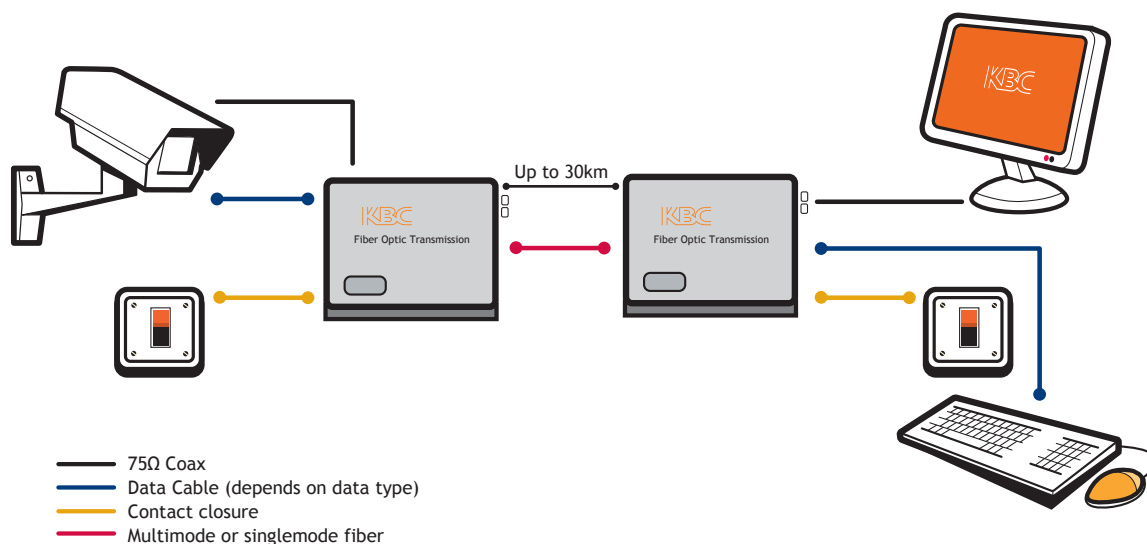 KBC
Up to 30km
KBC
Fiber Optic Transmission
KBC
Fiber Optic Transmission
75Ω Coax
Data Cable (depends on data type)
Contact closure
Multimode or singlemode fiber